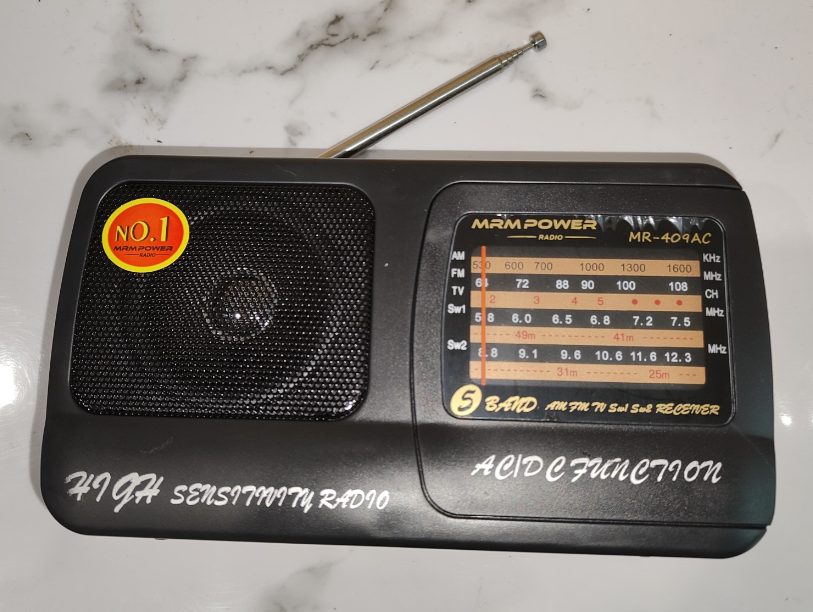 NO.1
MRM POWER
RADIO
MRM POWER
RADIO
MR-409AC
AM 530 600 700 1000 1300 1600 KHz
FM 64 72 88 90 100 108 MHz
TV 2 3 4 5 CH
Sw1 5.8 6.0 6.5 6.8 7.2 7.5 MHz
49m 41m
Sw2 8.8 9.1 9.6 10.6 11.6 12.3 MHz
31m 25m
5 BAND AM FM TV Sw1 Sw2 RECEIVER
AC/DC FUNCTION
HIGH SENSITIVITY RADIO